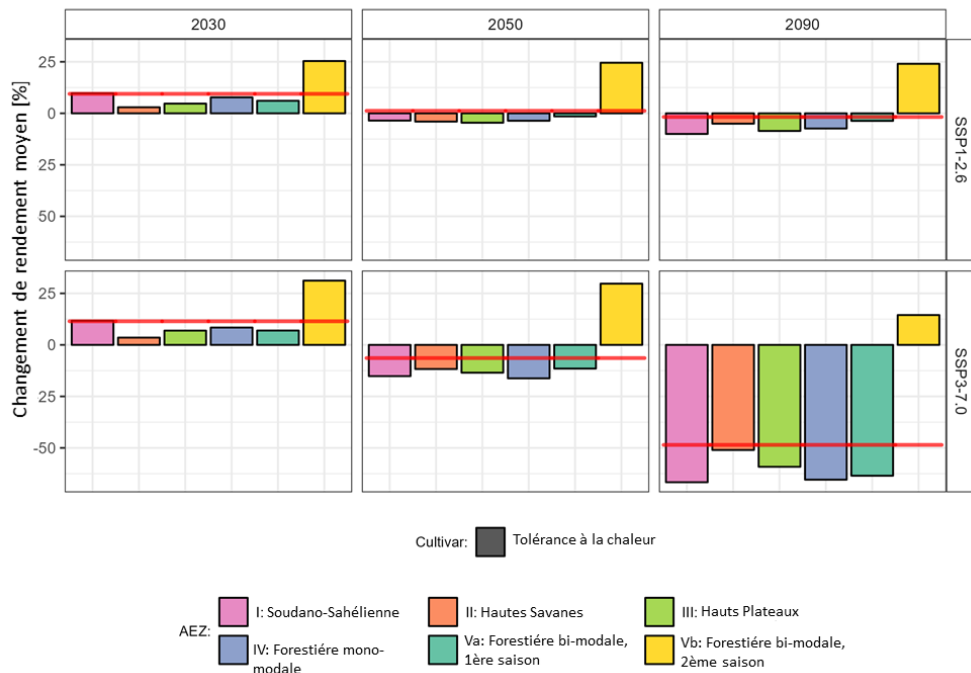 2030
2050
2090
Changement de rendement moyen [%]
25
0
25
50
SSP1-2.6
25
0
25
-50
SSP3-7.0
Cultivar:
Tolérance à la chaleur
AEZ:
I: Soudano-Sahélienne
II: Hautes Savanes
III: Hauts Plateaux
IV: Forestiére mono-
modale
Va: Forestiére bi-modale,
1ère saison
Vb: Forestiére bi-modale,
2ème saison